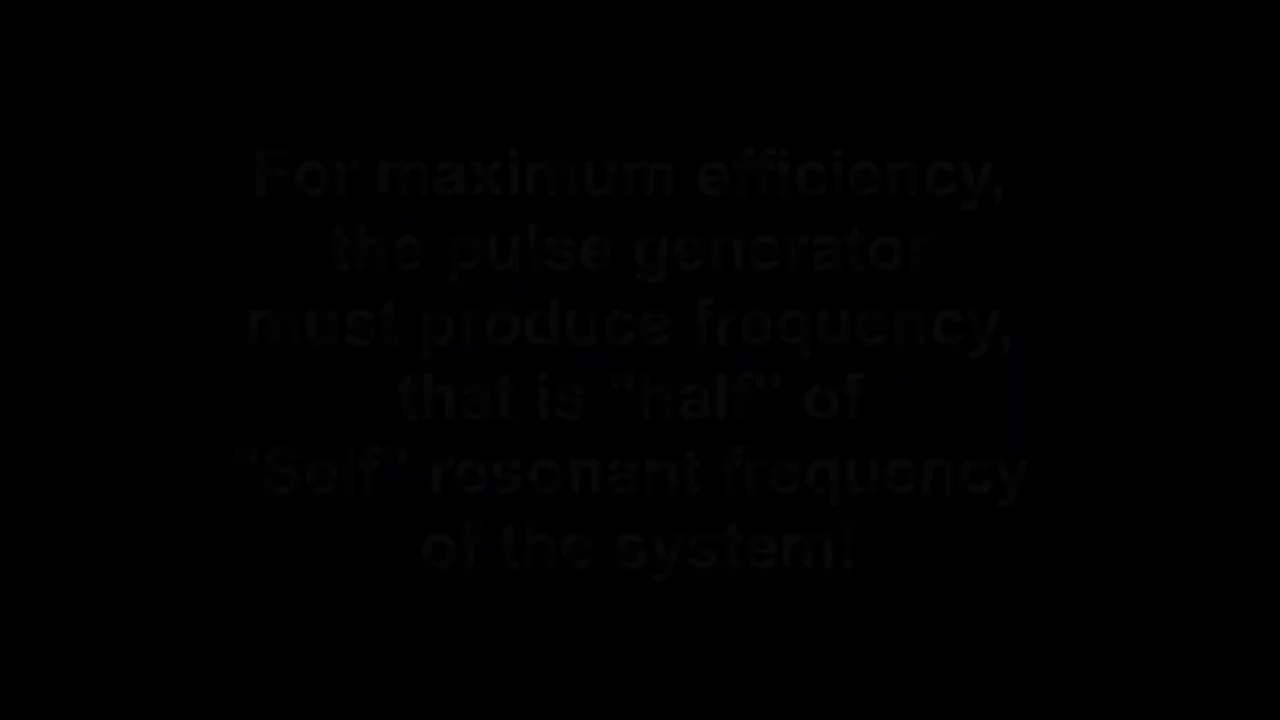 For maximum efficiency,
the pulse generator
must produce frequency,
that is "half" of
"Self" resonant frequency
of the system!